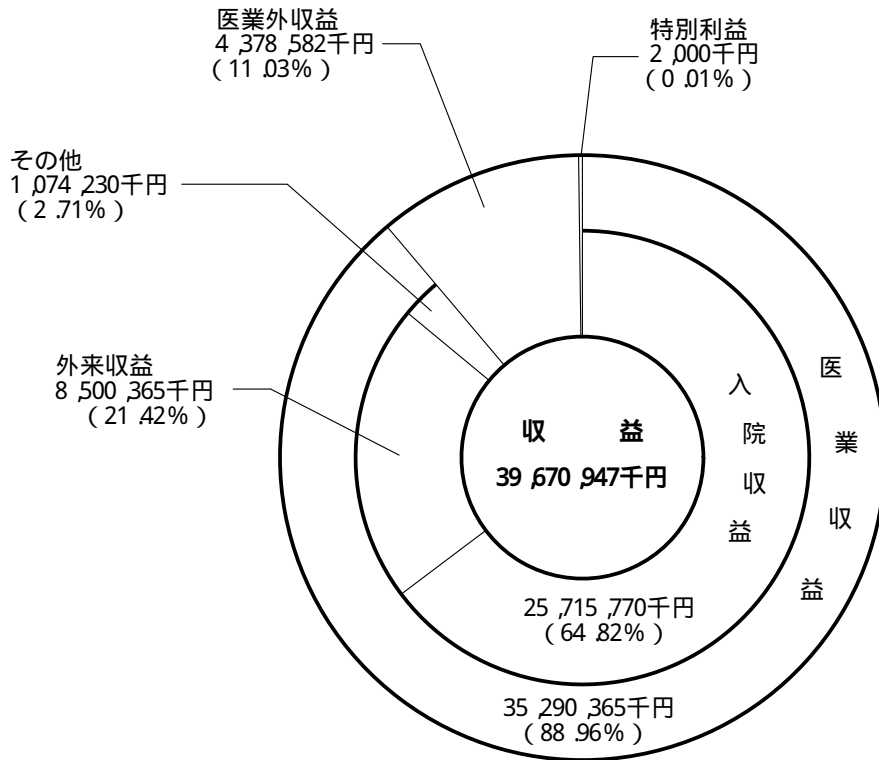 医業外収益
4,378,582千円
(11.03%)
特別利益
2,000千円
(0.01%)
その他
1,074,230千円
(2.71%)
外来収益
8,500,365千円
(21.42%)
収益
39,670,947千円
入院収益
25,715,770千円
(64.82%)
医業収益
35,290,365千円
(88.96%)